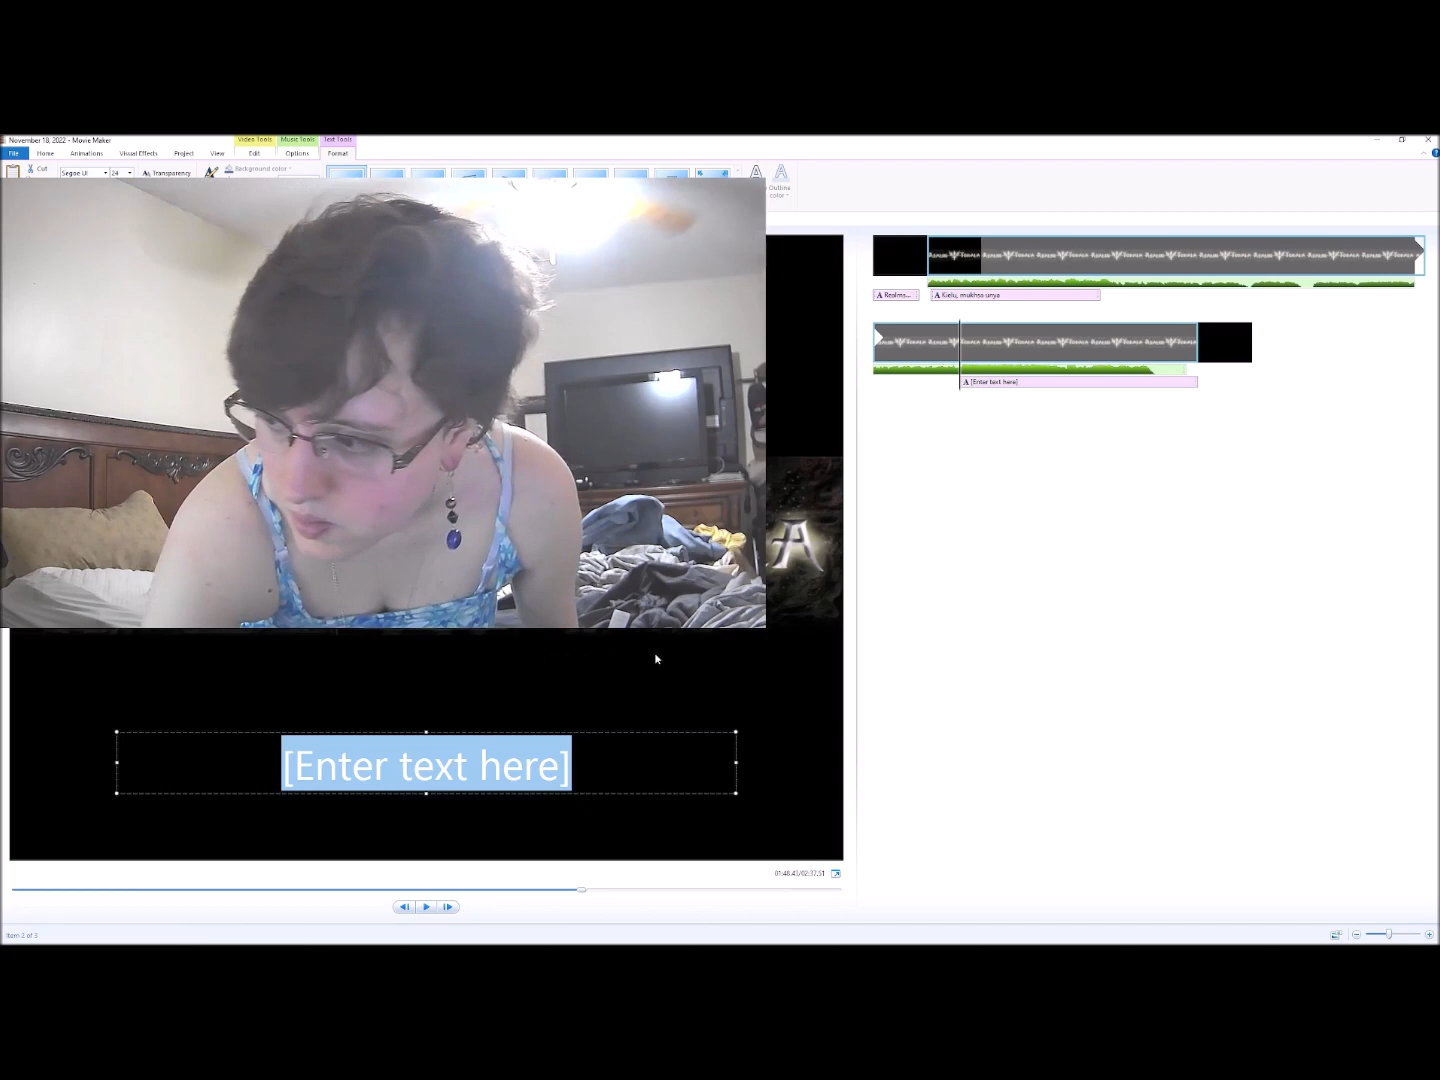 November 18, 2022 - Movie Maker
Video Tools
Music Tools
Text Tools
File
Home
Animations
Visual Effects
Project
View
Edit
Options
Format
Cut
Segoe UI
24
Transparency
Background color
Outline
color
Realms...
Kielu, mukhsa unya
[Enter text here]
[Enter text here]
01:48.43/02:37.51
Item 2 of 3